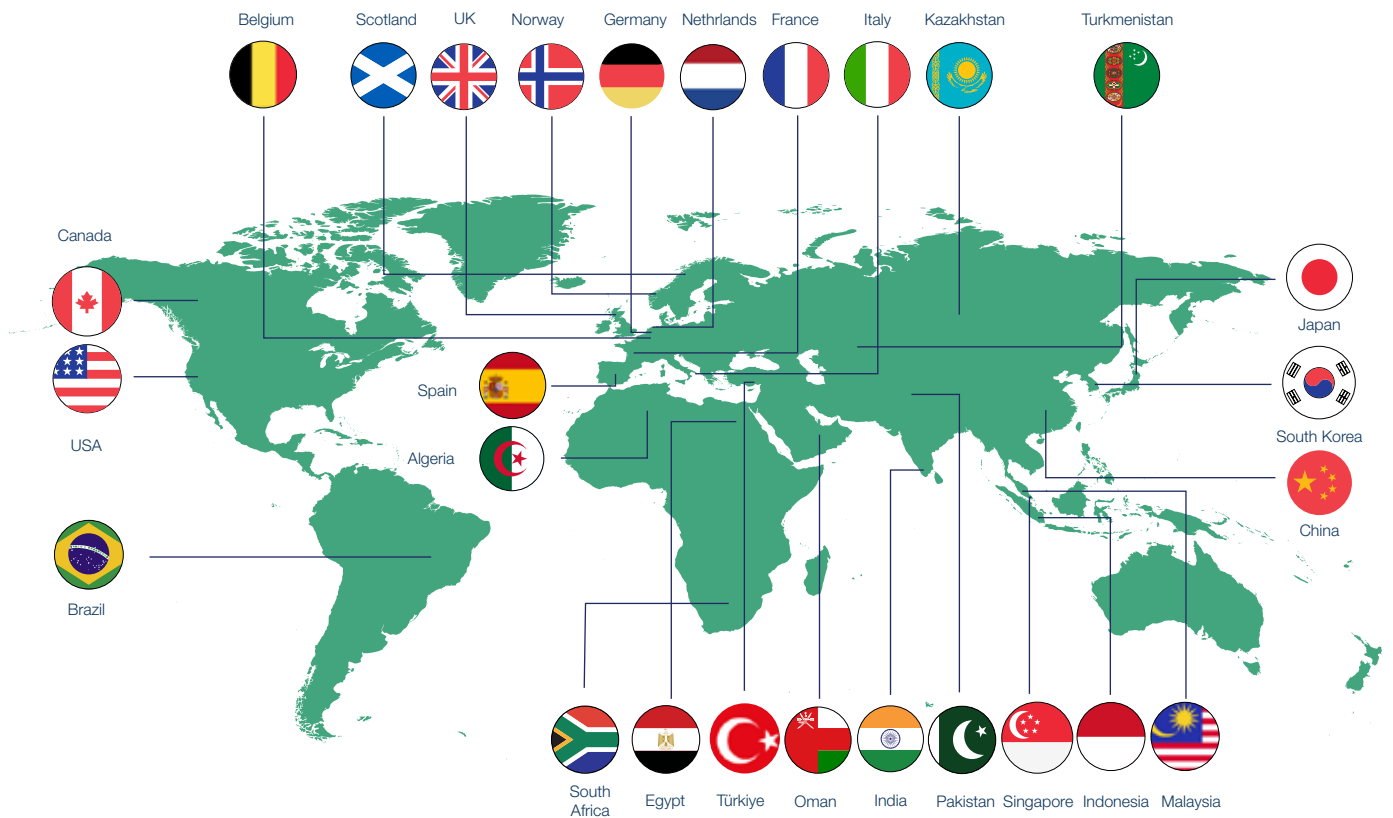 Belgium
Scotland
UK
Norway
Germany
Nethrlands
France
Italy
Kazakhstan
Turkmenistan
Canada
USA
Brazil
Spain
Algeria
Japan
South Korea
China
South
Africa
Egypt
Türkiye
Oman
India
Pakistan
Singapore
Indonesia
Malaysia